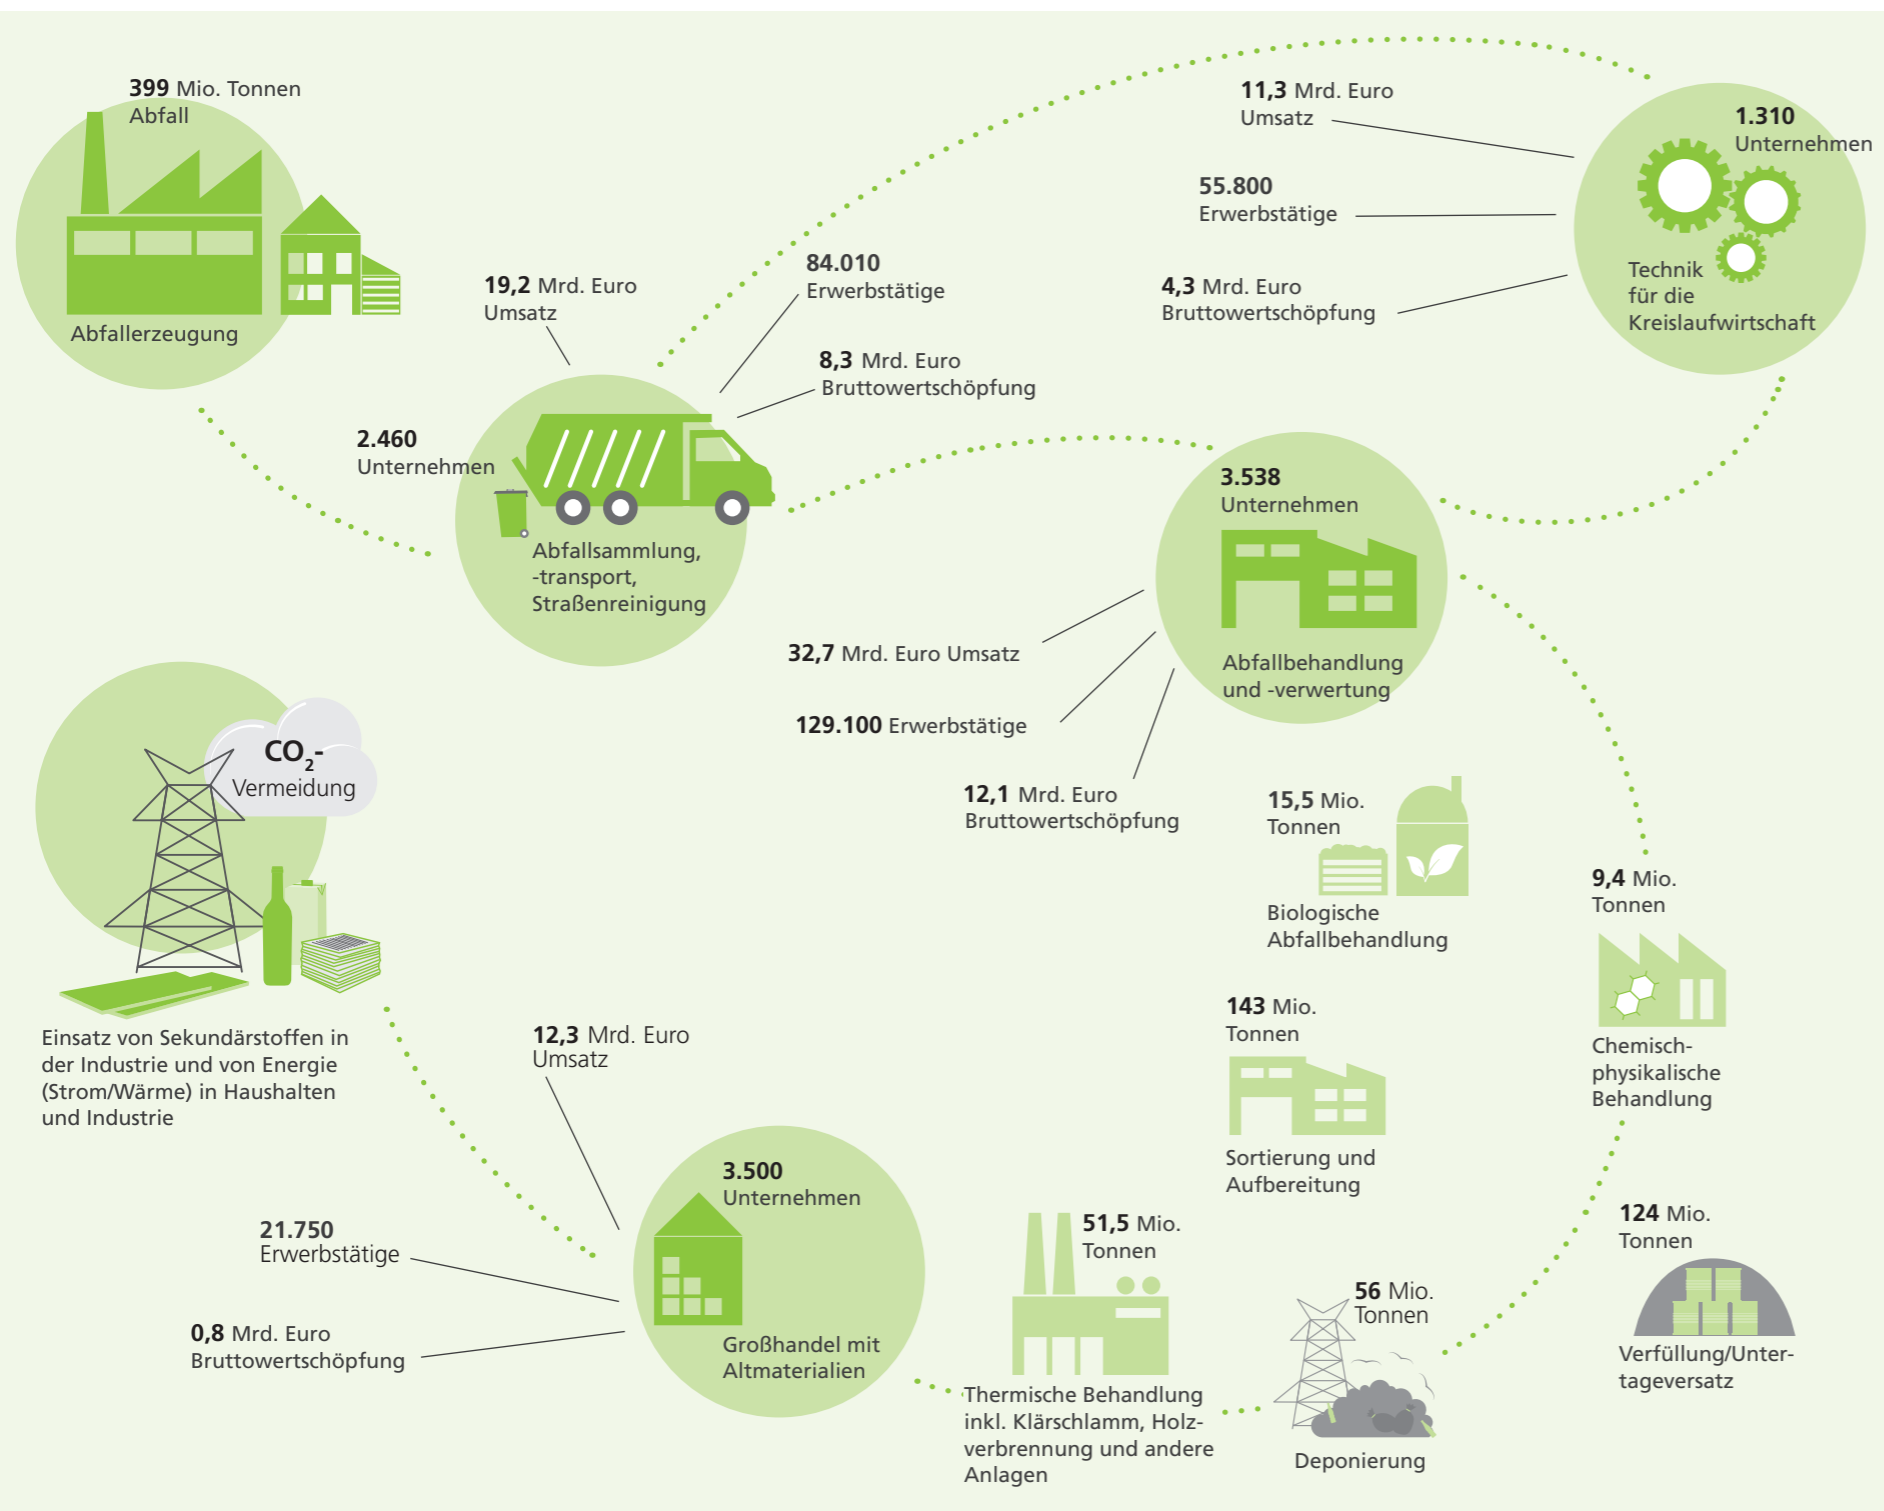 399 Mio. Tonnen
Abfall
Abfallerzeugung
19,2 Mrd. Euro
Umsatz
84.010
Erwerbstätige
8,3 Mrd. Euro
Bruttowertschöpfung
2.460
Unternehmen
Abfallsammlung,
-transport,
Straßenreinigung
11,3 Mrd. Euro
Umsatz
55.800
Erwerbstätige
4,3 Mrd. Euro
Bruttowertschöpfung
1.310
Unternehmen
Technik
für die
Kreislaufwirtschaft
3.538
Unternehmen
Abfallbehandlung
und -verwertung
32,7 Mrd. Euro Umsatz
129.100 Erwerbstätige
12,1 Mrd. Euro
Bruttowertschöpfung
15,5 Mio.
Tonnen
Biologische
Abfallbehandlung
9,4 Mio.
Tonnen
Chemisch-
physikalische
Behandlung
143 Mio.
Tonnen
Sortierung und
Aufbereitung
124 Mio.
Tonnen
Verfüllung/Unter-
tageversatz
56 Mio.
Tonnen
Deponierung
51,5 Mio.
Tonnen
Thermische Behandlung
inkl. Klärschlamm, Holz-
verbrennung und andere
Anlagen
3.500
Unternehmen
Großhandel mit
Altmaterialien
12,3 Mrd. Euro
Umsatz
21.750
Erwerbstätige
0,8 Mrd. Euro
Bruttowertschöpfung
CO₂-
Vermeidung
Einsatz von Sekundärstoffen in
der Industrie und von Energie
(Strom/Wärme) in Haushalten
und Industrie